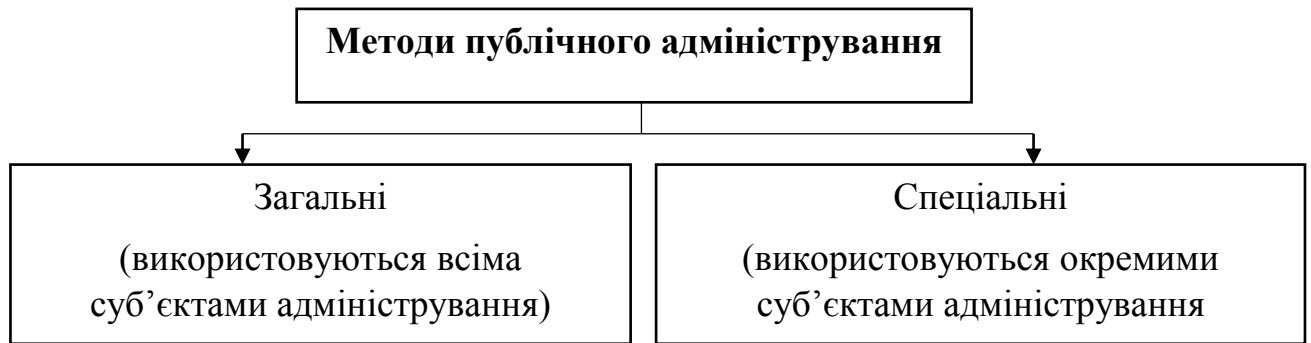 Методи публічного адміністрування
Загальні
(використовуються всіма
суб’єктами адміністрування)
Спеціальні
(використовуються окремими
суб’єктами адміністрування